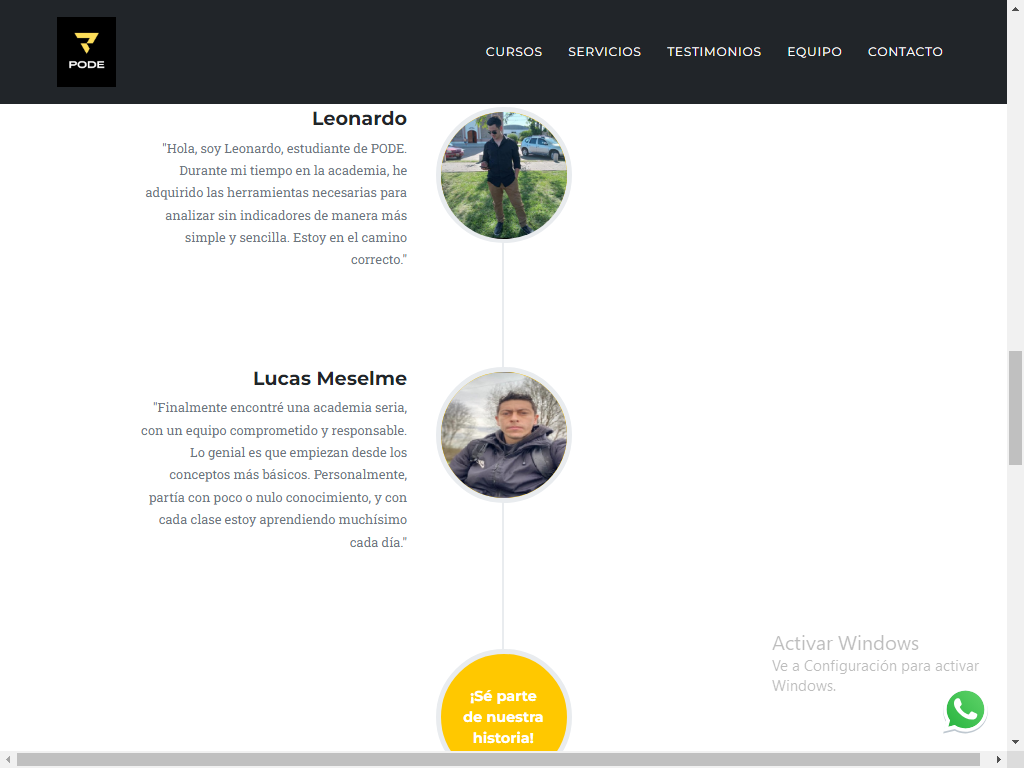 PODE
CURSOS SERVICIOS TESTIMONIOS EQUIPO CONTACTO
Leonardo
"Hola, soy Leonardo, estudiante de PODE.
Durante mi tiempo en la academia, he
adquirido las herramientas necesarias para
analizar sin indicadores de manera más
simple y sencilla. Estoy en el camino
correcto."
Lucas Meselme
"Finalmente encontré una academia seria,
con un equipo comprometido y responsable.
Lo genial es que empiezan desde los
conceptos más básicos. Personalmente,
partía con poco o nulo conocimiento, y con
cada clase estoy aprendiendo muchísimo
cada día."
¡Sé parte
de nuestra
historia!
Activar Windows
Ve a Configuración para activar
Windows.